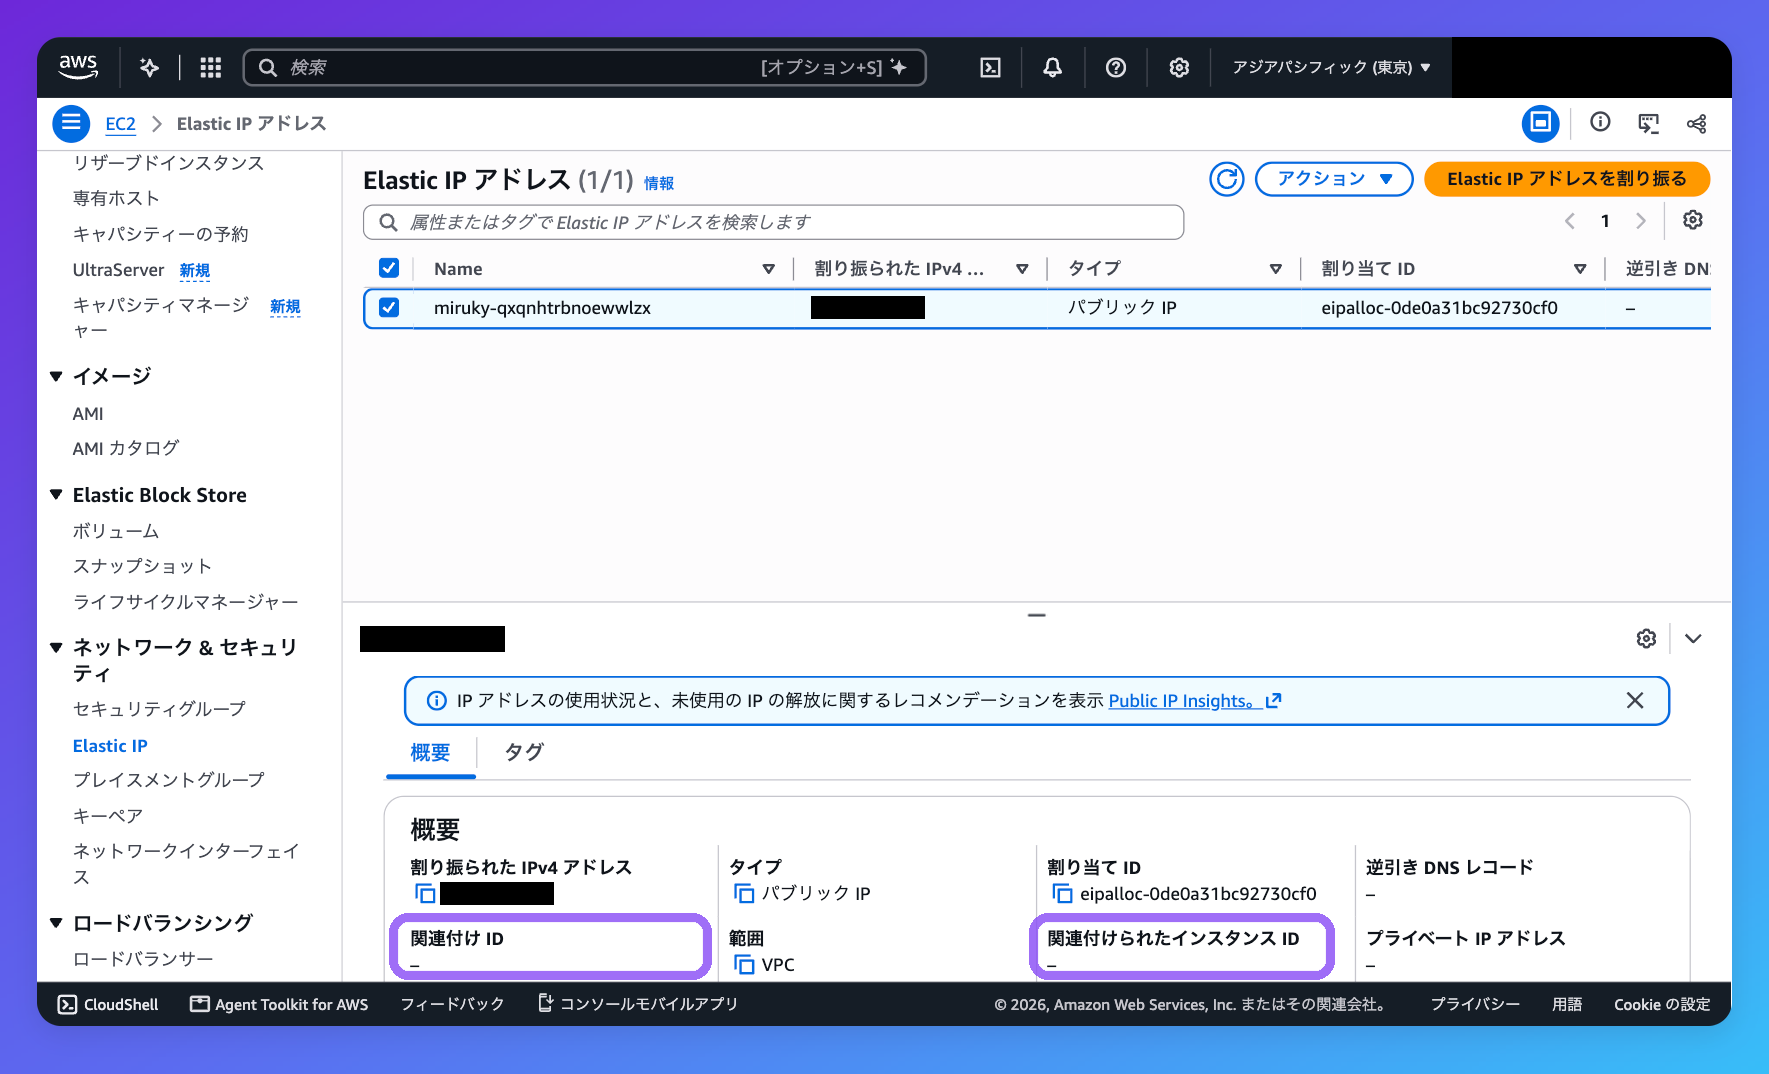 aws
検索
[オプション+S]
アジアパシフィック (東京) ▼
EC2
Elastic IP アドレス
リザーブドインスタンス
専有ホスト
キャパシティーの予約
UltraServer 新規
キャパシティマネージ 新規
ャー
イメージ
AMI
AMI カタログ
Elastic Block Store
ボリューム
スナップショット
ライフサイクルマネージャー
ネットワーク & セキュリ
ティ
セキュリティグループ
Elastic IP
プレイスメントグループ
キーペア
ネットワークインターフェイ
ス
ロードバランシング
ロードバランサー
Elastic IP アドレス (1/1) 情報
アクション ▼
Elastic IP アドレスを割り振る
属性またはタグで Elastic IP アドレスを検索します
1
Name
割り振られた IPv4 ...
タイプ
割り当て ID
逆引き DN
miruky-qxqnhtrbnoewwlzx
パブリック IP
eipalloc-0de0a31bc92730cf0
–
IP アドレスの使用状況と、未使用の IP の解放に関するレコメンデーションを表示 Public IP Insights。
概要
タグ
概要
割り振られた IPv4 アドレス
タイプ
パブリック IP
割り当て ID
eipalloc-0de0a31bc92730cf0
逆引き DNS レコード
–
関連付け ID
–
範囲
VPC
関連付けられたインスタンス ID
–
プライベート IP アドレス
–
CloudShell
Agent Toolkit for AWS
フィードバック
コンソールモバイルアプリ
© 2026, Amazon Web Services, Inc. またはその関連会社。
プライバシー
用語
Cookie の設定